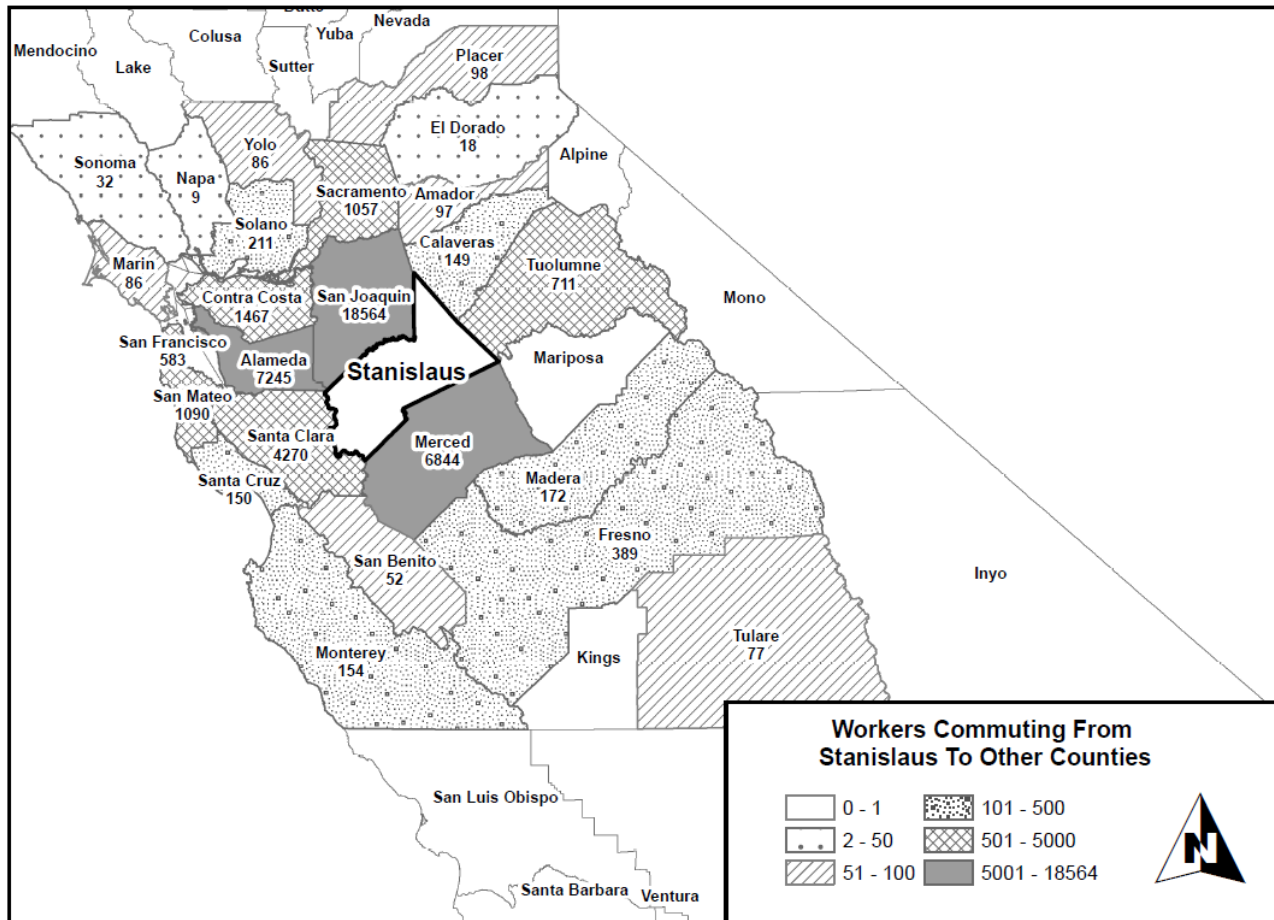 Nevada
Yuba
Colusa
Mendocino
Lake
Sutter
Placer
98
El Dorado
18
Yolo
86
Alpine
Sonoma
32
Napa
9
Sacramento
1057
Amador
97
Solano
211
Calaveras
149
Marin
86
Tuolumne
711
Contra Costa
1467
San Joaquin
18564
Mono
San Francisco
583
Alameda
7245
Stanislaus
Mariposa
San Mateo
1090
Santa Clara
4270
Merced
6844
Santa Cruz
150
Madera
172
Fresno
389
San Benito
52
Inyo
Monterey
154
Kings
Tulare
77
San Luis Obispo
Santa Barbara
Ventura
Workers Commuting From
Stanislaus To Other Counties
0 - 1
101 - 500
2 - 50
501 - 5000
51 - 100
5001 - 18564
N